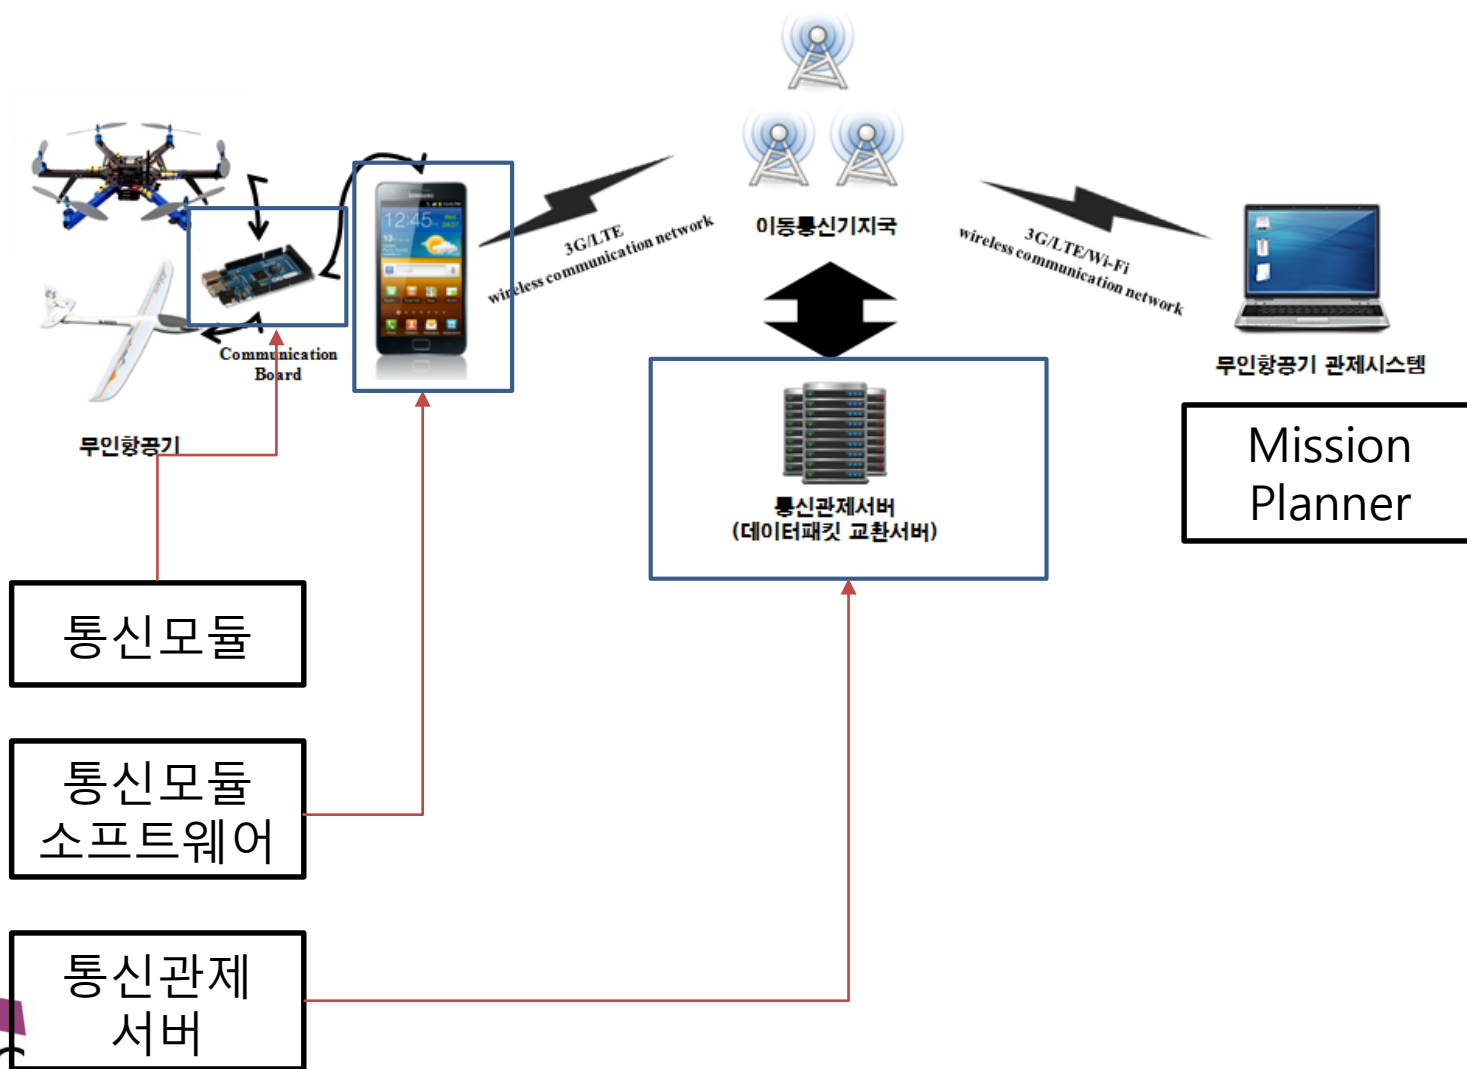 이동통신기지국
3G/LTE
wireless communication network
3G/LTE/Wi-Fi
wireless communication network
SAMSUNG
12:45
Communication
Board
무인항공기
무인항공기 관제시스템
Mission
Planner
통신관제서버
(데이터패킷 교환서버)
통신모듈
통신모듈
소프트웨어
통신관제
서버